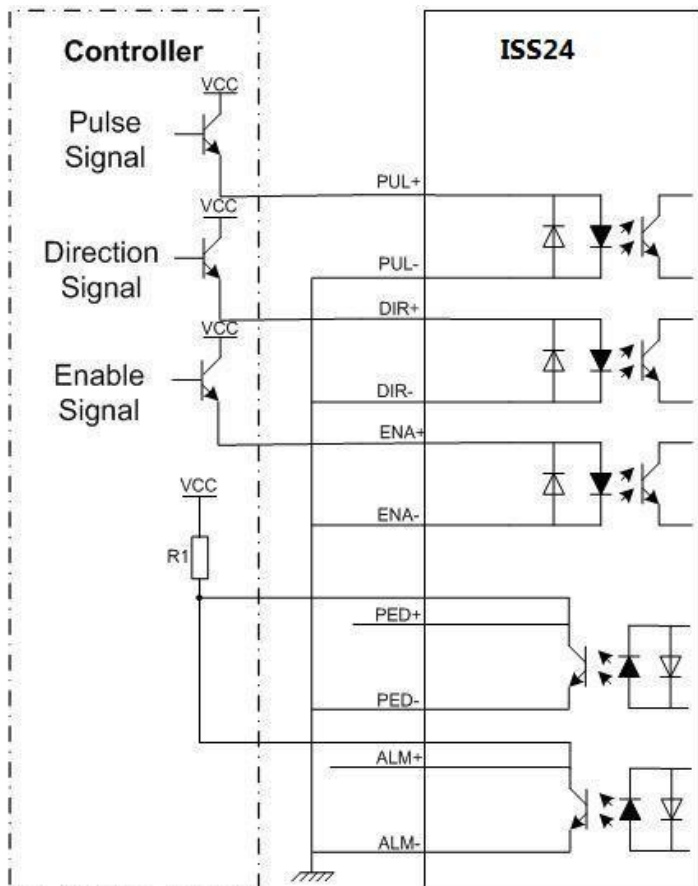 Controller
ISS24
VCC
Pulse
Signal
PUL+
VCC
Direction
Signal
PUL-
DIR+
VCC
Enable
Signal
DIR-
ENA+
VCC
ENA-
R1
PED+
PED-
ALM+
ALM-